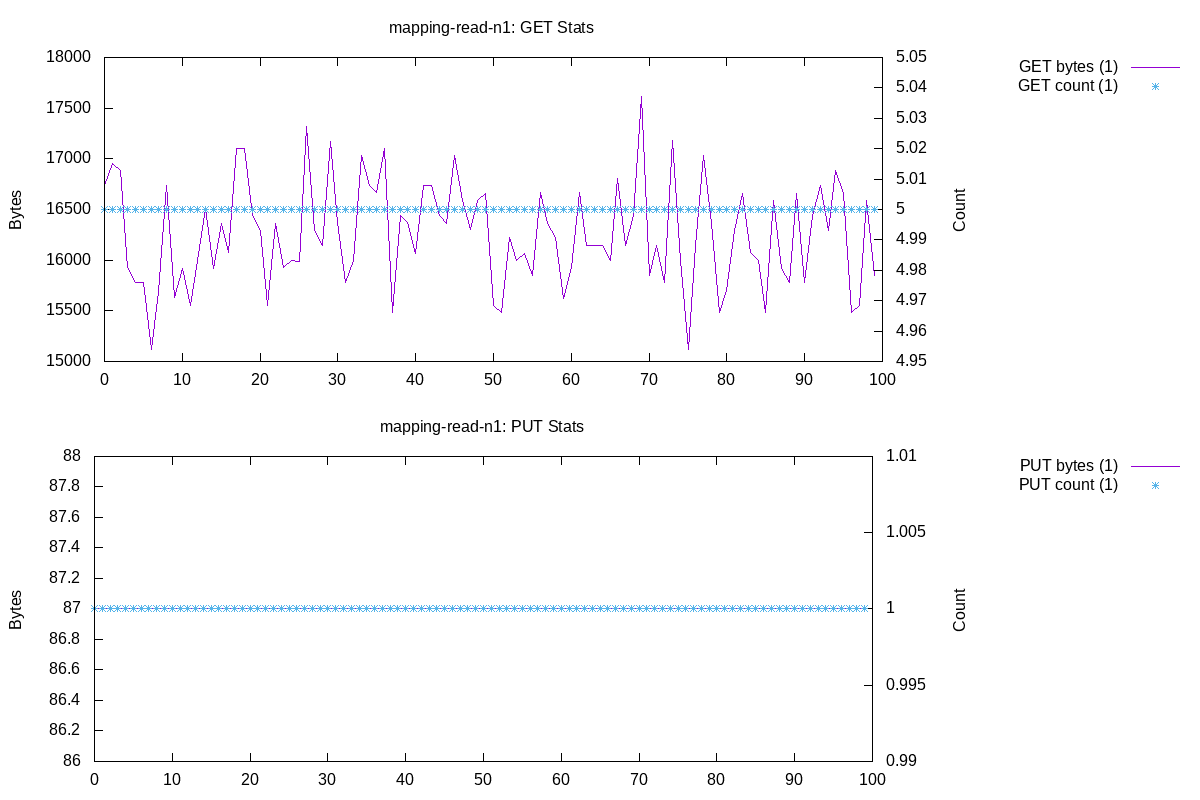 mapping-read-n1: GET Stats
18000
17500
17000
16500
16000
15500
15000
Bytes
5.05
5.04
5.03
5.02
5.01
5
4.99
4.98
4.97
4.96
4.95
Count
0 10 20 30 40 50 60 70 80 90 100
GET bytes (1)
GET count (1)
mapping-read-n1: PUT Stats
88
87.8
87.6
87.4
87.2
87
86.8
86.6
86.4
86.2
86
Bytes
1.01
1.005
1
0.995
0.99
Count
0 10 20 30 40 50 60 70 80 90 100
PUT bytes (1)
PUT count (1)